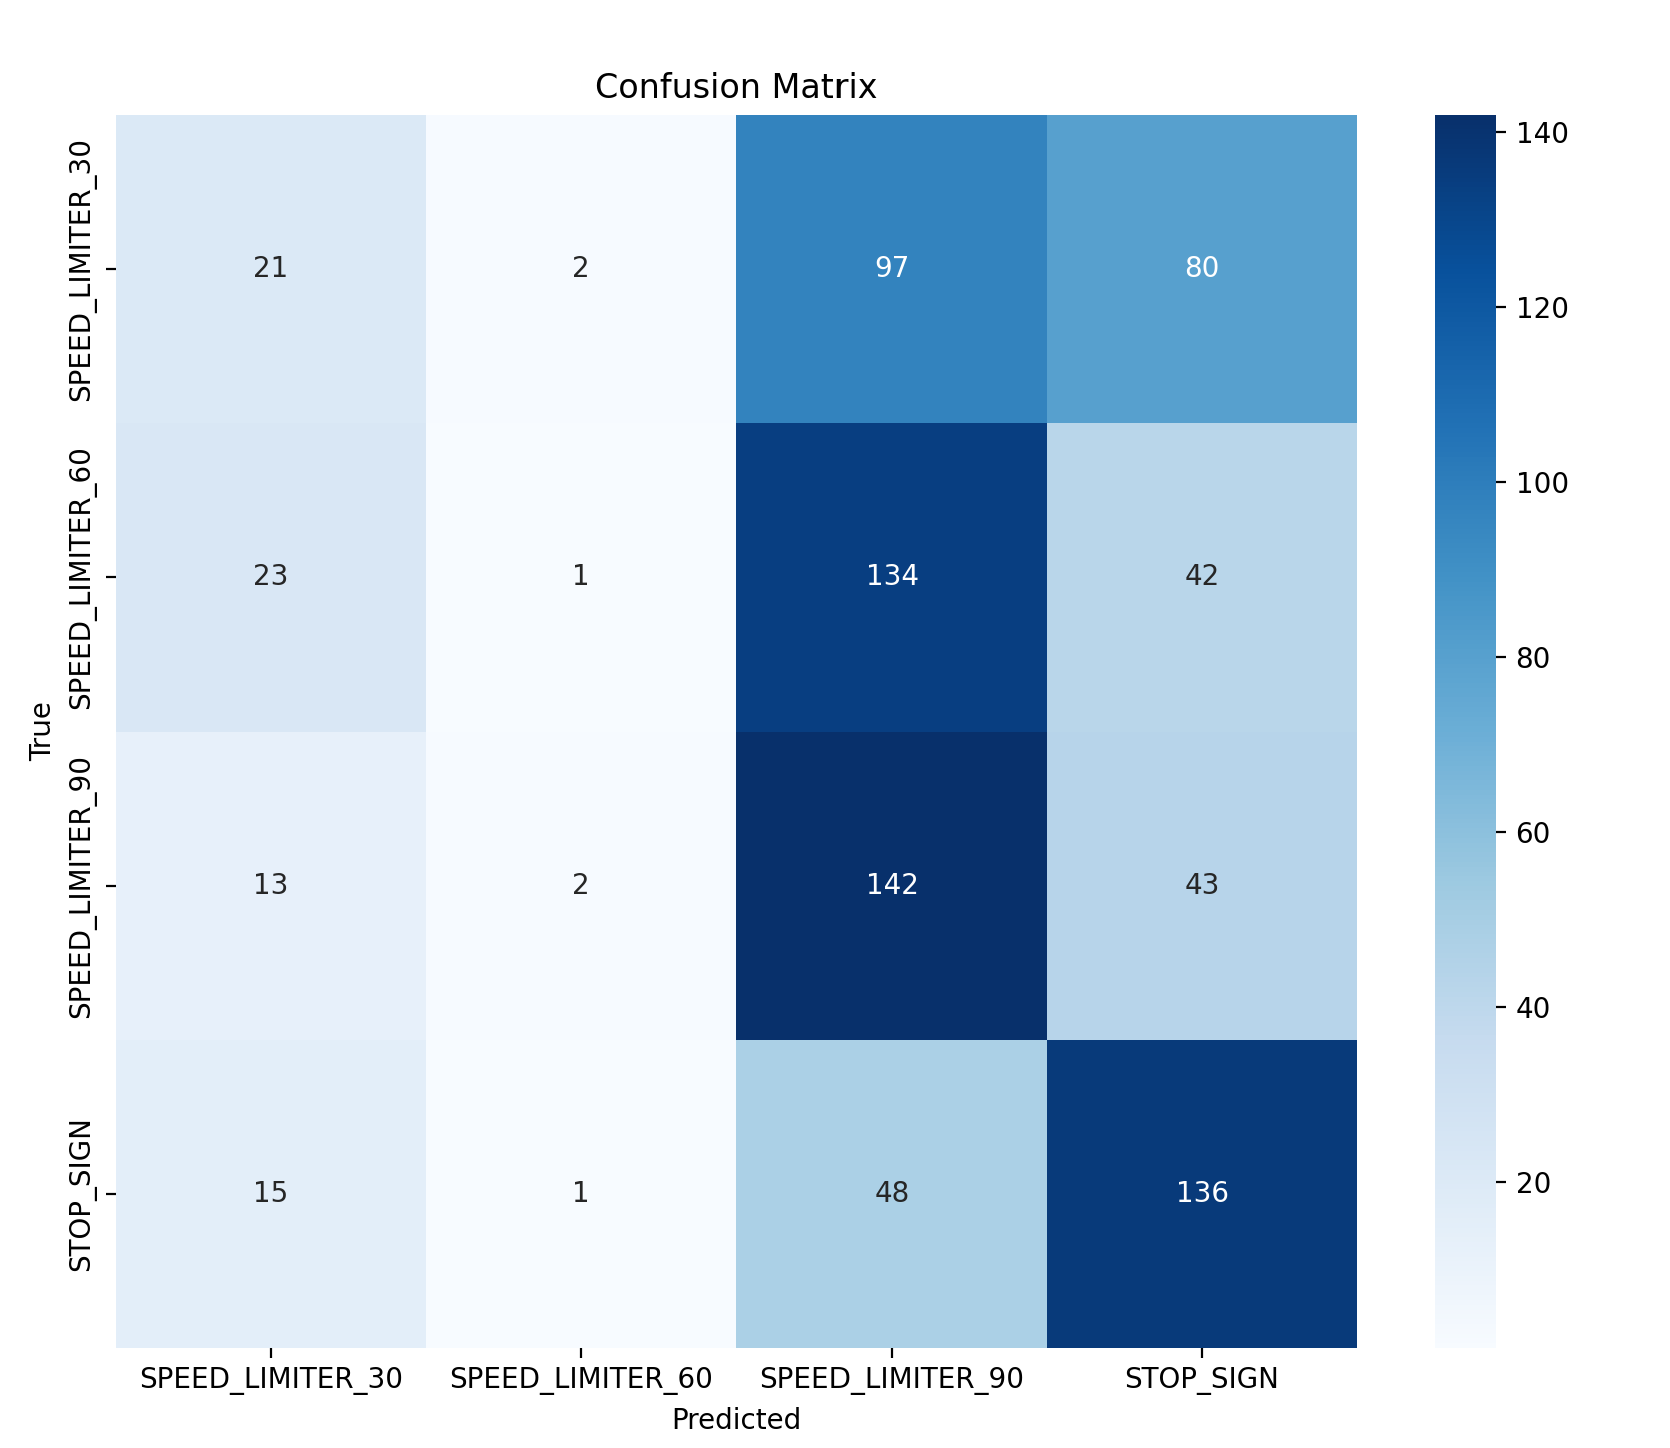 Confusion Matrix
True
SPEED_LIMITER_30
21 2 97 80
SPEED_LIMITER_60
23 1 134 42
SPEED_LIMITER_90
13 2 142 43
STOP_SIGN
15 1 48 136
SPEED_LIMITER_30 SPEED_LIMITER_60 SPEED_LIMITER_90 STOP_SIGN
Predicted
140
120
100
80
60
40
20